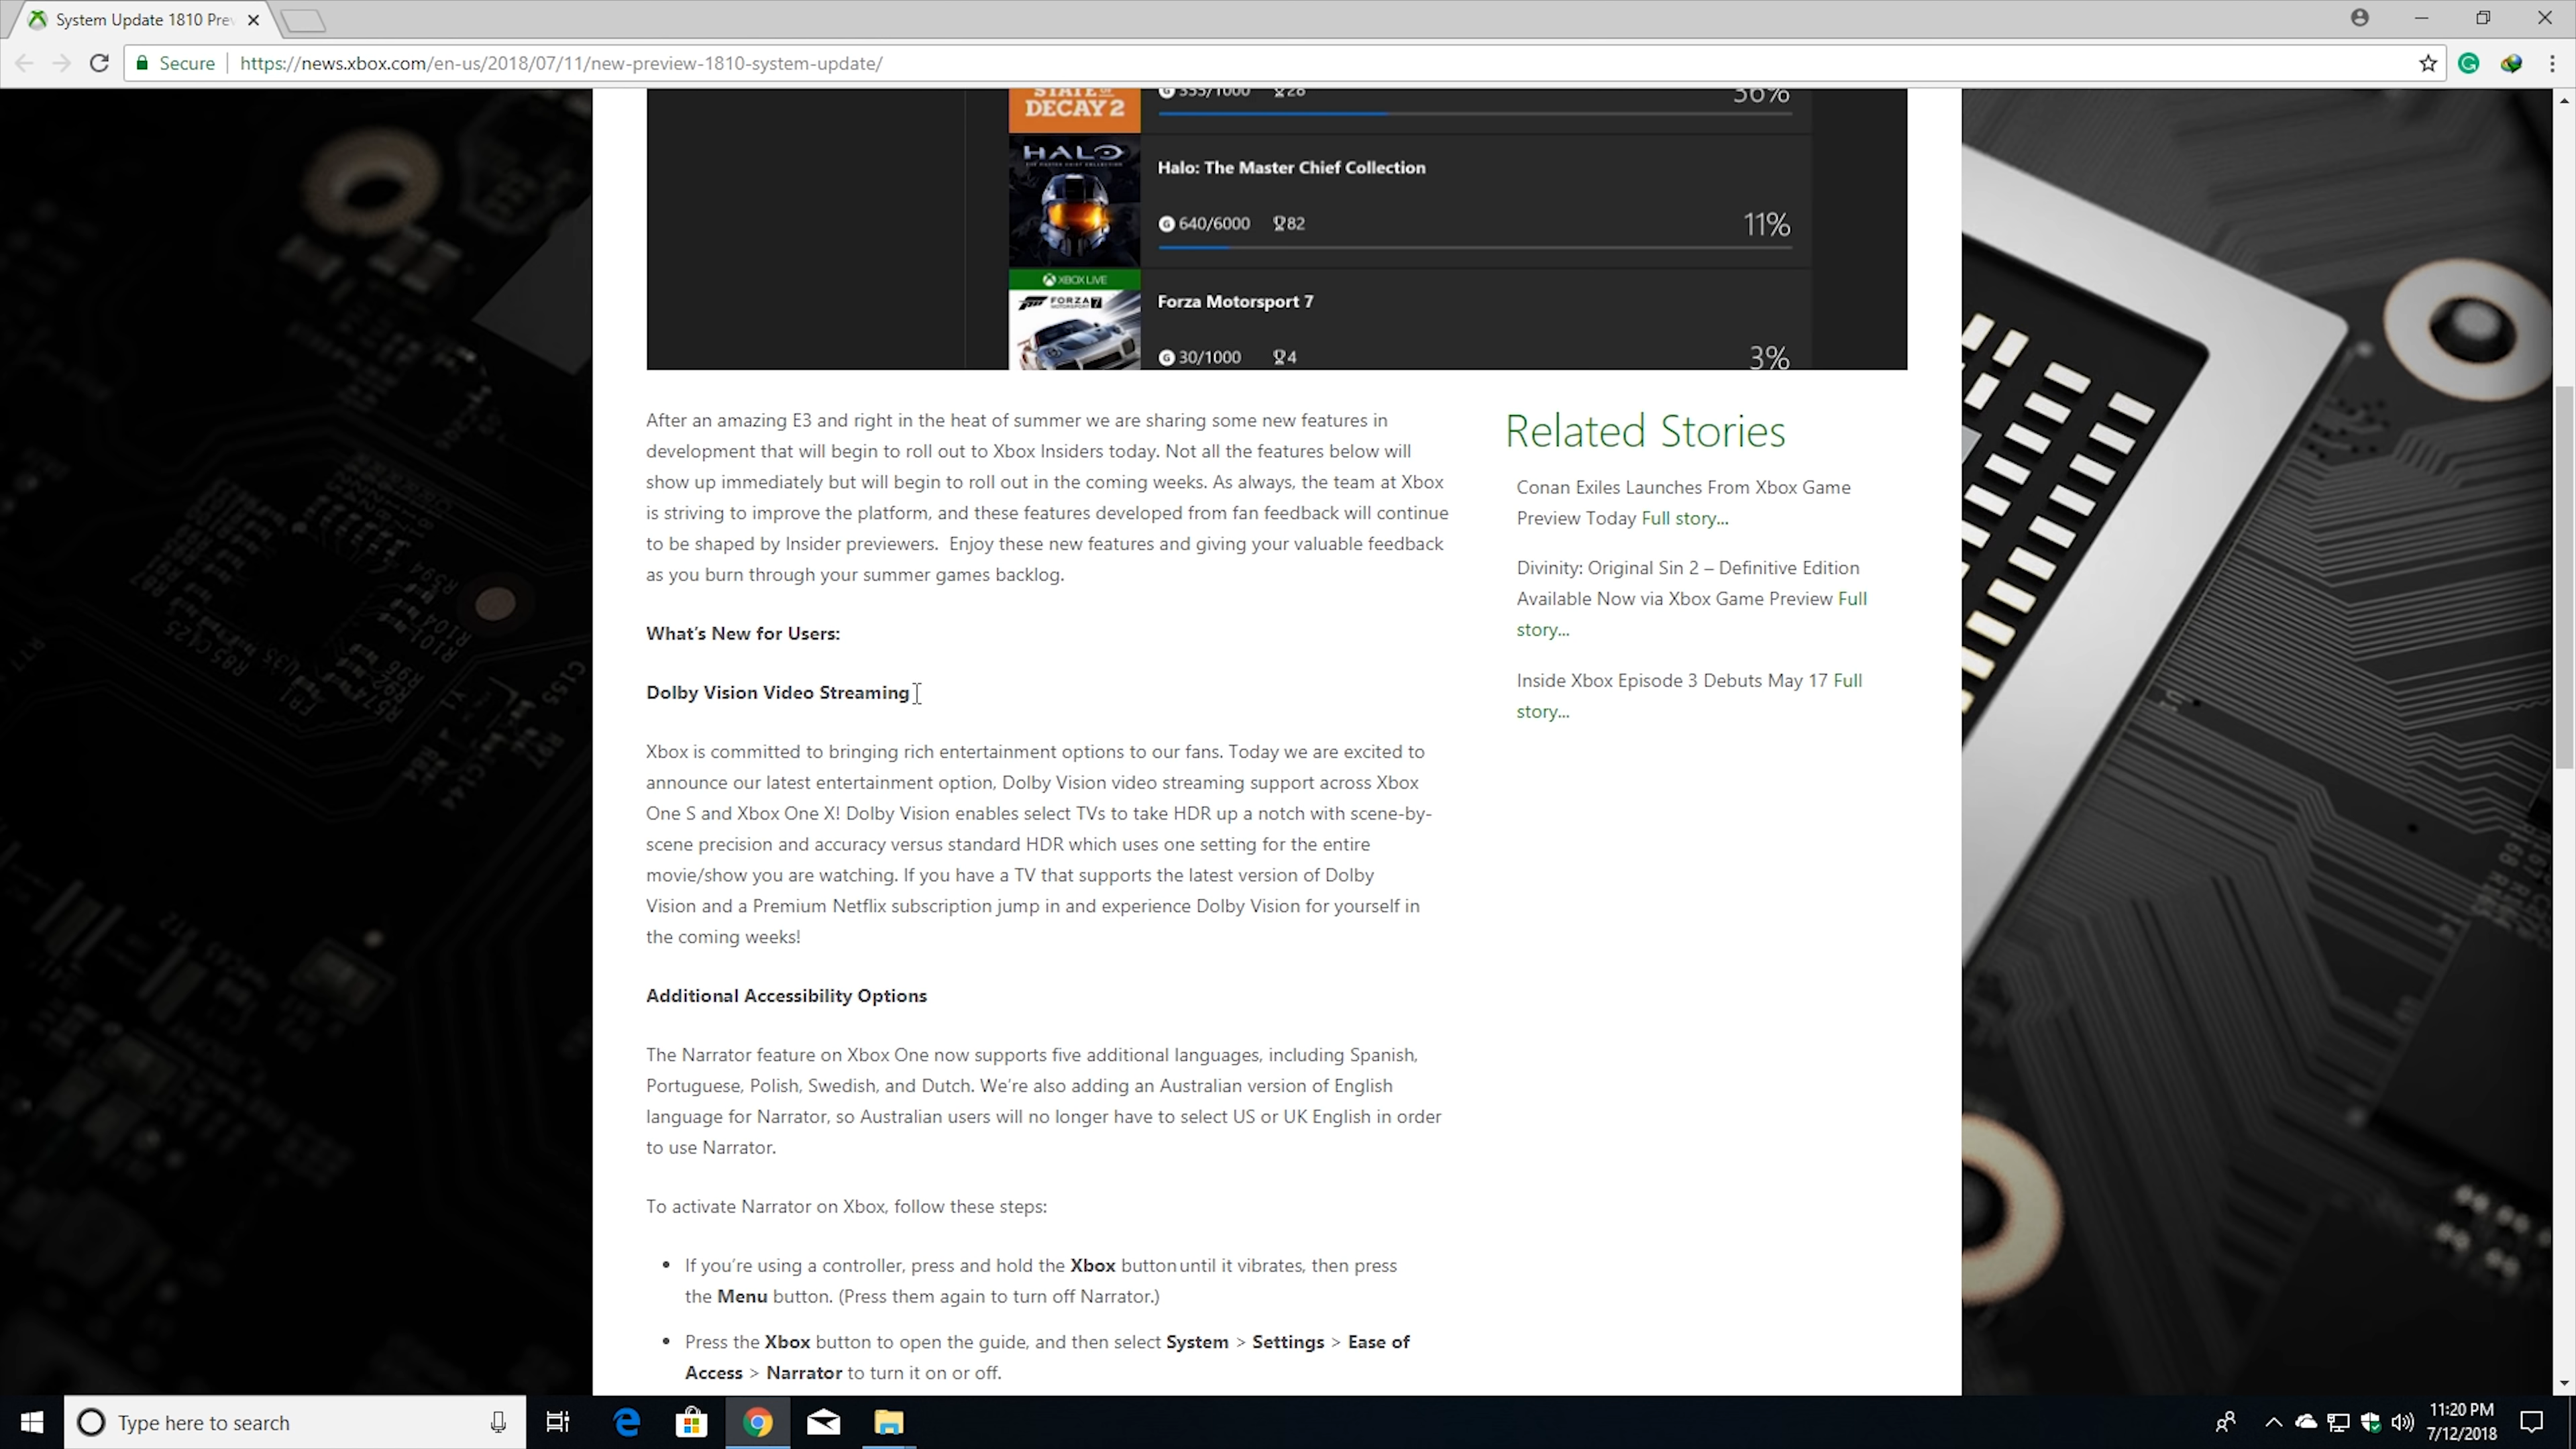 System Update 1810 Prev
Secure
https://news.xbox.com/en-us/2018/07/11/new-preview-1810-system-update/
STATE OF
DECAY 2
G 355/1000 28
36%
HALO
Halo: The Master Chief Collection
G 640/6000 82
11%
XBOX LIVE
FORZA 7
Forza Motorsport 7
G 30/1000 4
3%
After an amazing E3 and right in the heat of summer we are sharing some new features in
development that will begin to roll out to Xbox Insiders today. Not all the features below will
show up immediately but will begin to roll out in the coming weeks. As always, the team at Xbox
is striving to improve the platform, and these features developed from fan feedback will continue
to be shaped by Insider previewers.  Enjoy these new features and giving your valuable feedback
as you burn through your summer games backlog.
What's New for Users:
Dolby Vision Video Streaming
Xbox is committed to bringing rich entertainment options to our fans. Today we are excited to
announce our latest entertainment option, Dolby Vision video streaming support across Xbox
One S and Xbox One X! Dolby Vision enables select TVs to take HDR up a notch with scene-by-
scene precision and accuracy versus standard HDR which uses one setting for the entire
movie/show you are watching. If you have a TV that supports the latest version of Dolby
Vision and a Premium Netflix subscription jump in and experience Dolby Vision for yourself in
the coming weeks!
Additional Accessibility Options
The Narrator feature on Xbox One now supports five additional languages, including Spanish,
Portuguese, Polish, Swedish, and Dutch. We're also adding an Australian version of English
language for Narrator, so Australian users will no longer have to select US or UK English in order
to use Narrator.
To activate Narrator on Xbox, follow these steps:
• If you're using a controller, press and hold the Xbox button until it vibrates, then press
the Menu button. (Press them again to turn off Narrator.)
• Press the Xbox button to open the guide, and then select System > Settings > Ease of
Access > Narrator to turn it on or off.
Related Stories
Conan Exiles Launches From Xbox Game
Preview Today Full story...
Divinity: Original Sin 2 – Definitive Edition
Available Now via Xbox Game Preview Full
story...
Inside Xbox Episode 3 Debuts May 17 Full
story...
Type here to search
11:20 PM
7/12/2018